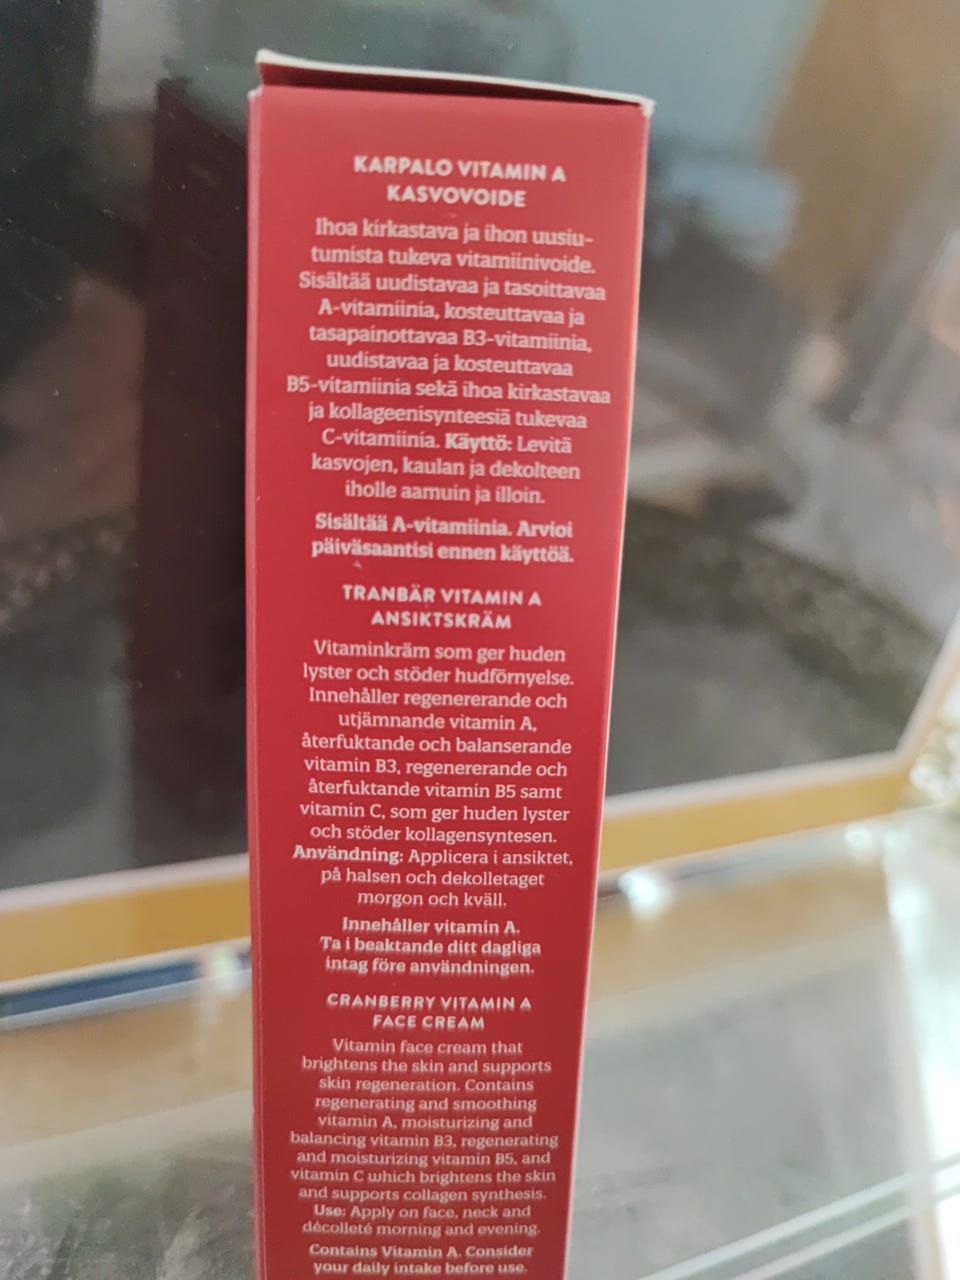 KARPALO VITAMIN A
KASVOVOIDE
Ihoa kirkastava ja ihon uusiu-
tumista tukeva vitamiinivoide.
Sisältää uudistavaa ja tasoittavaa
A-vitamiinia, kosteuttavaa ja
tasapainottavaa B3-vitamiinia,
uudistavaa ja kosteuttavaa
B5-vitamiinia sekä ihoa kirkastavaa
ja kollageenisynteesiä tukevaa
C-vitamiinia. Käyttö: Levitä
kasvojen, kaulan ja dekolteen
iholle aamuin ja illoin.
Sisältää A-vitamiinia. Arvioi
päiväsaantisi ennen käyttöä.
TRANBÄR VITAMIN A
ANSIKTSKRÄM
Vitaminkräm som ger huden
lyster och stöder hudförnyelse.
Innehåller regenererande och
utjämnande vitamin A,
återfuktande och balanserande
vitamin B3, regenererande och
återfuktande vitamin B5 samt
vitamin C, som ger huden lyster
och stöder kollagensyntesen.
Användning: Applicera i ansiktet,
på halsen och dekolletaget
morgon och kväll.
Innehåller vitamin A.
Ta i beaktande ditt dagliga
intag före användningen.
CRANBERRY VITAMIN A
FACE CREAM
Vitamin face cream that
brightens the skin and supports
skin regeneration. Contains
regenerating and smoothing
vitamin A, moisturizing and
balancing vitamin B3, regenerating
and moisturizing vitamin B5, and
vitamin C which brightens the skin
and supports collagen synthesis.
Use: Apply on face, neck and
décolleté morning and evening.
Contains Vitamin A. Consider
your daily intake before use.